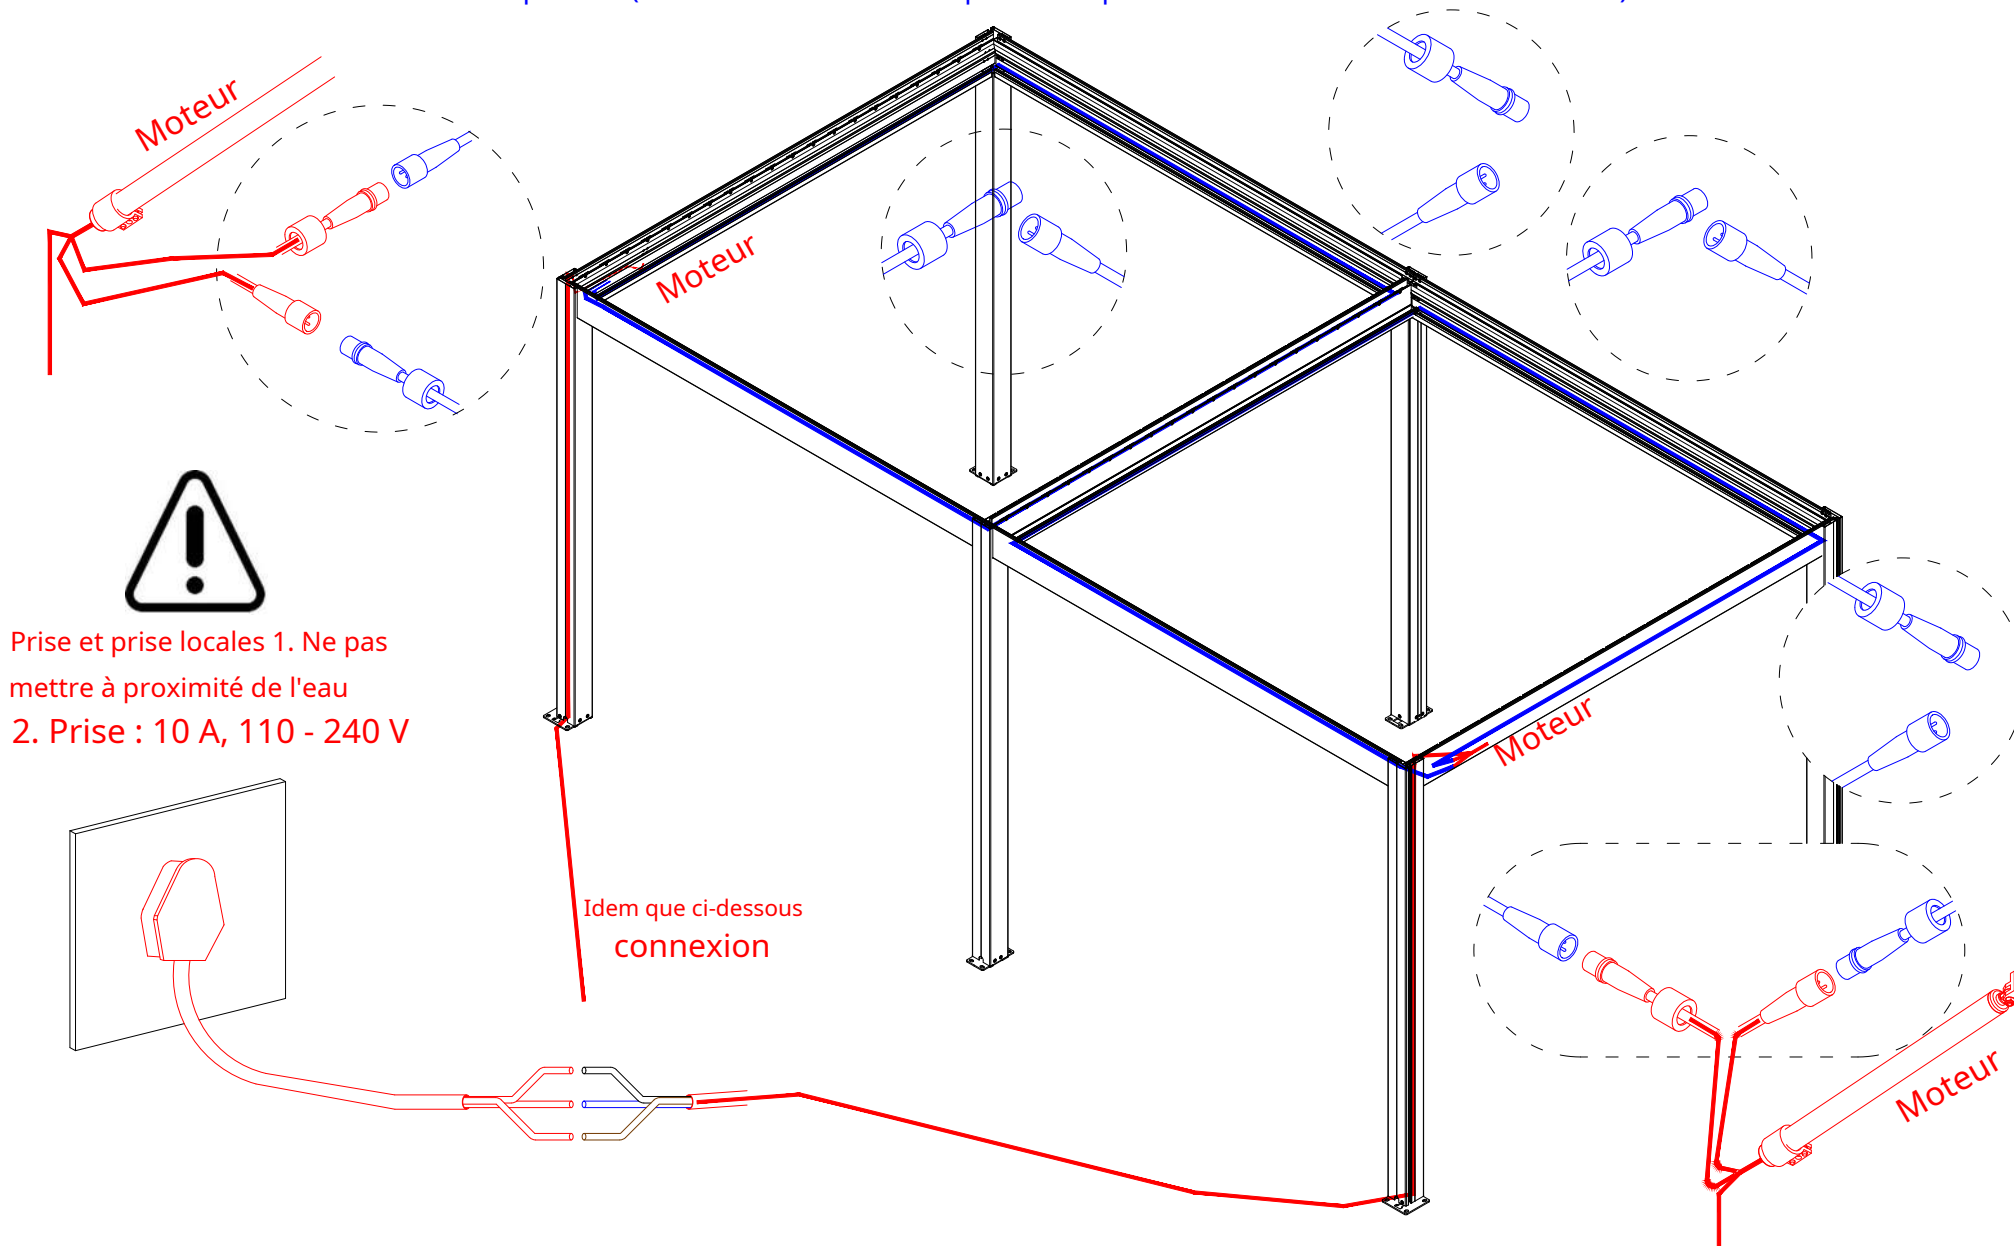 Moteur
Moteur
Prise et prise locales 1. Ne pas
mettre à proximité de l'eau
2. Prise : 10 A, 110 - 240 V
Moteur
Idem que ci-dessous
connexion
Moteur